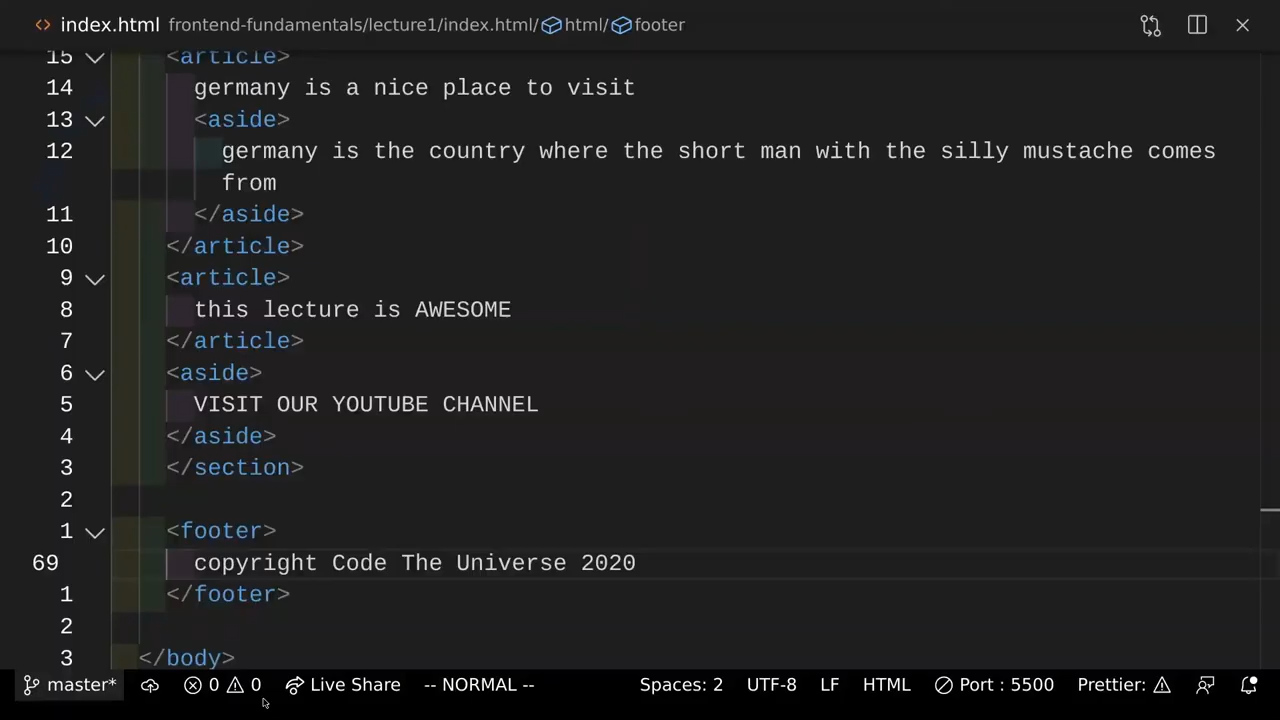 index.html frontend-fundamentals/lecture1/index.html/html/footer
15 <article>
14 germany is a nice place to visit
13 <aside>
12 germany is the country where the short man with the silly mustache comes
from
11 </aside>
10 </article>
9 <article>
8 this lecture is AWESOME
7 </article>
6 <aside>
5 VISIT OUR YOUTUBE CHANNEL
4 </aside>
3 </section>
2
1 <footer>
69 copyright Code The Universe 2020
1 </footer>
2
3 </body>
master* 0 0 Live Share -- NORMAL -- Spaces: 2 UTF-8 LF HTML Port : 5500 Prettier: